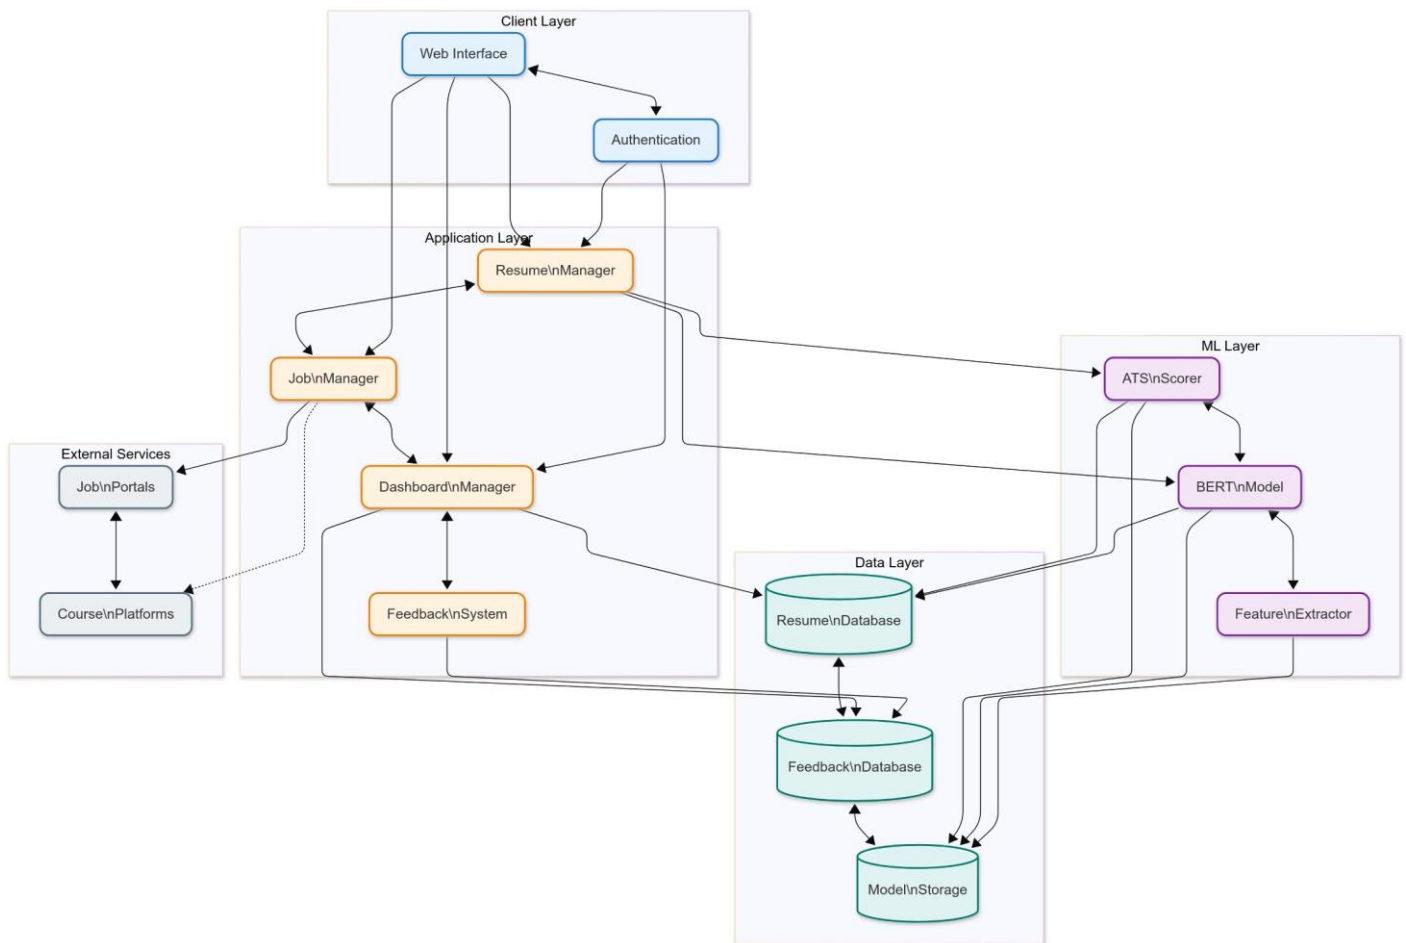 Client Layer
Web Interface
Authentication
Application Layer
Resume\nManager
Job\nManager
Dashboard\nManager
Feedback\nSystem
External Services
Job\nPortals
Course\nPlatforms
ML Layer
ATS\nScorer
BERT\nModel
Feature\nExtractor
Data Layer
Resume\nDatabase
Feedback\nDatabase
Model\nStorage